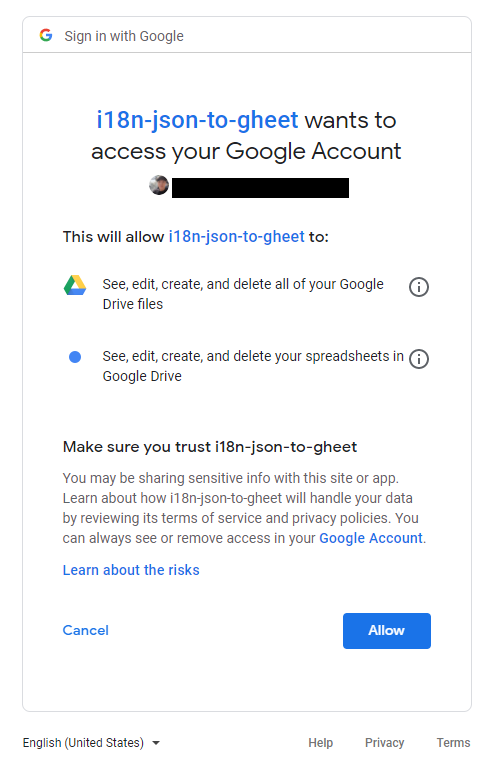 Sign in with Google
i18n-json-to-gheet wants to
access your Google Account
This will allow i18n-json-to-gheet to:
See, edit, create, and delete all of your Google
Drive files
See, edit, create, and delete your spreadsheets in
Google Drive
Make sure you trust i18n-json-to-gheet
You may be sharing sensitive info with this site or app.
Learn about how i18n-json-to-gheet will handle your data
by reviewing its terms of service and privacy policies. You
can always see or remove access in your Google Account.
Learn about the risks
Cancel
Allow
English (United States)
Help
Privacy
Terms